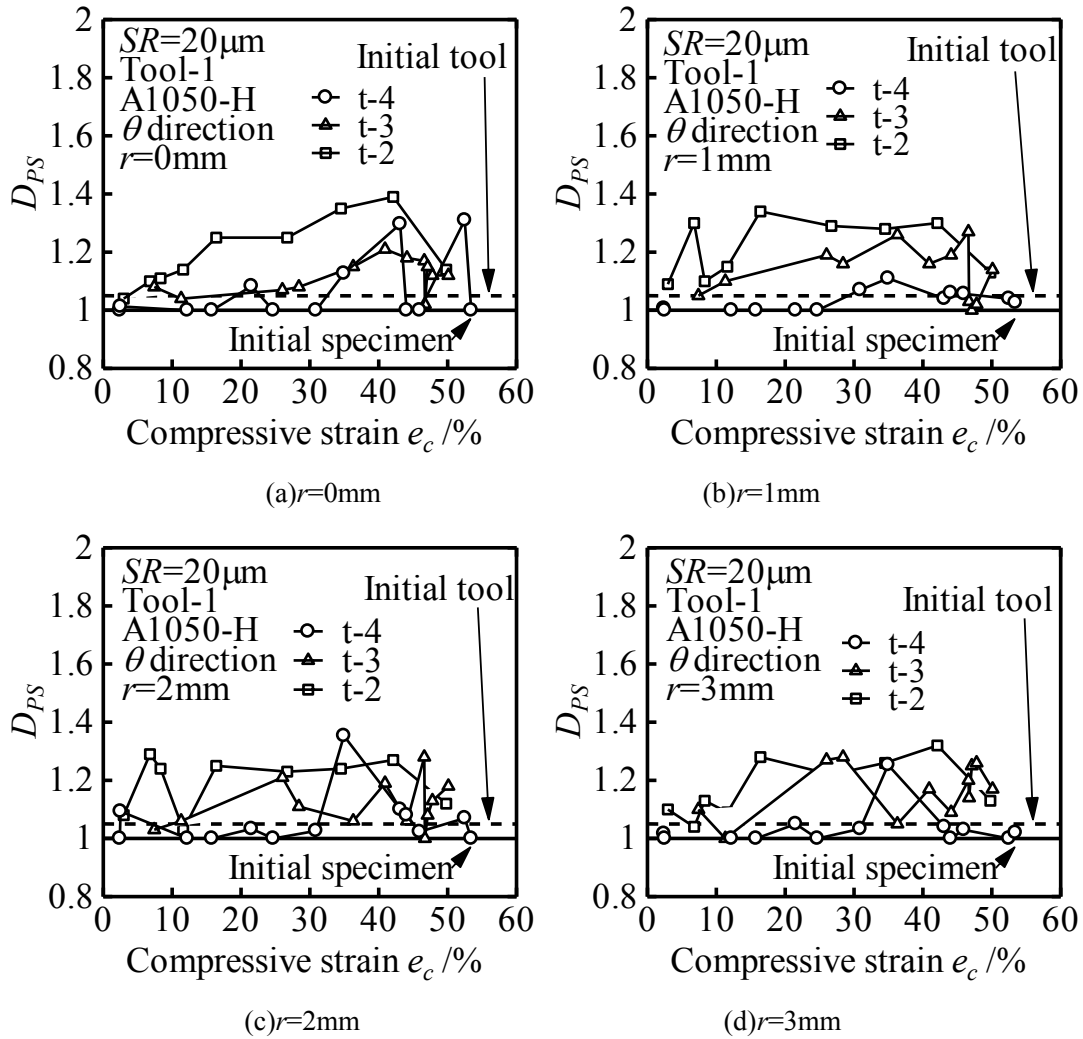 2
1.8
1.6
1.4
1.2
1
0.8
D_PS
SR=20μm
Tool-1
A1050-H
θ direction
r=0mm
t-4
t-3
t-2
Initial tool
Initial specimen
0 10 20 30 40 50 60
Compressive strain e_c /%
(a)r=0mm
2
1.8
1.6
1.4
1.2
1
0.8
D_PS
SR=20μm
Tool-1
A1050-H
θ direction
r=1mm
t-4
t-3
t-2
Initial tool
Initial specimen
0 10 20 30 40 50 60
Compressive strain e_c /%
(b)r=1mm
2
1.8
1.6
1.4
1.2
1
0.8
D_PS
SR=20μm
Tool-1
A1050-H
θ direction
r=2mm
t-4
t-3
t-2
Initial tool
Initial specimen
0 10 20 30 40 50 60
Compressive strain e_c /%
(c)r=2mm
2
1.8
1.6
1.4
1.2
1
0.8
D_PS
SR=20μm
Tool-1
A1050-H
θ direction
r=3mm
t-4
t-3
t-2
Initial tool
Initial specimen
0 10 20 30 40 50 60
Compressive strain e_c /%
(d)r=3mm